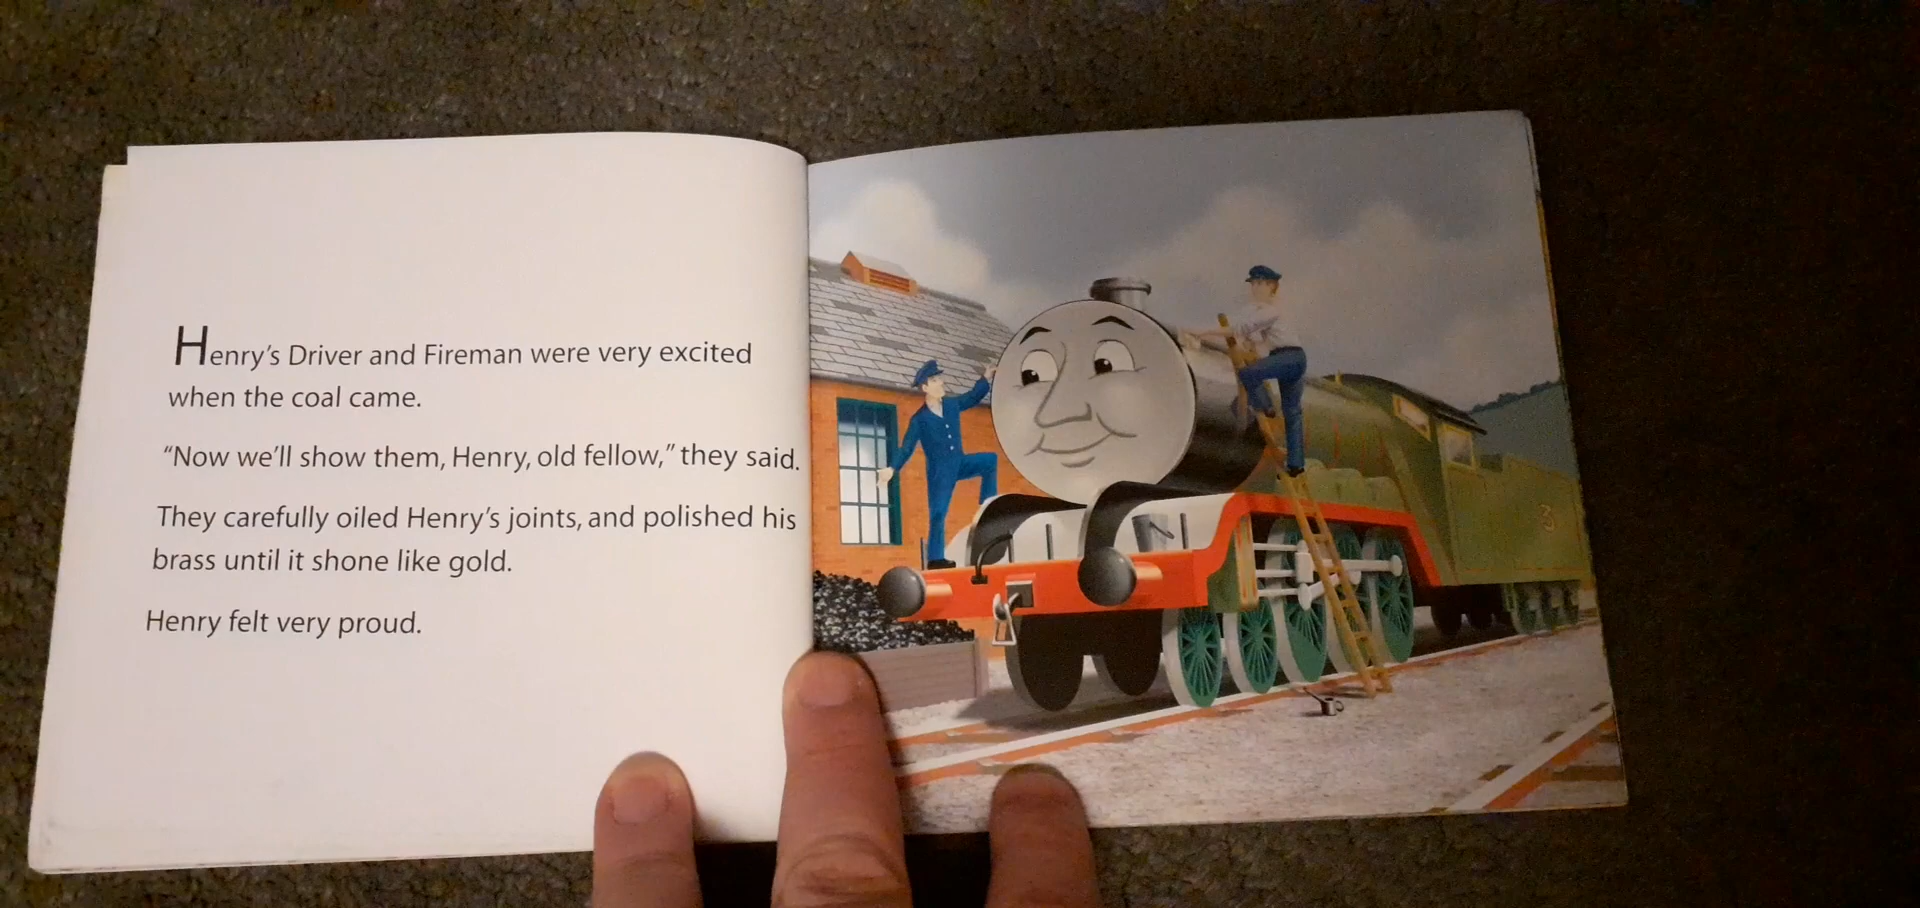 Henry's Driver and Fireman were very excited
when the coal came.
“Now we'll show them, Henry, old fellow,” they said.
They carefully oiled Henry's joints, and polished his
brass until it shone like gold.
Henry felt very proud.
3